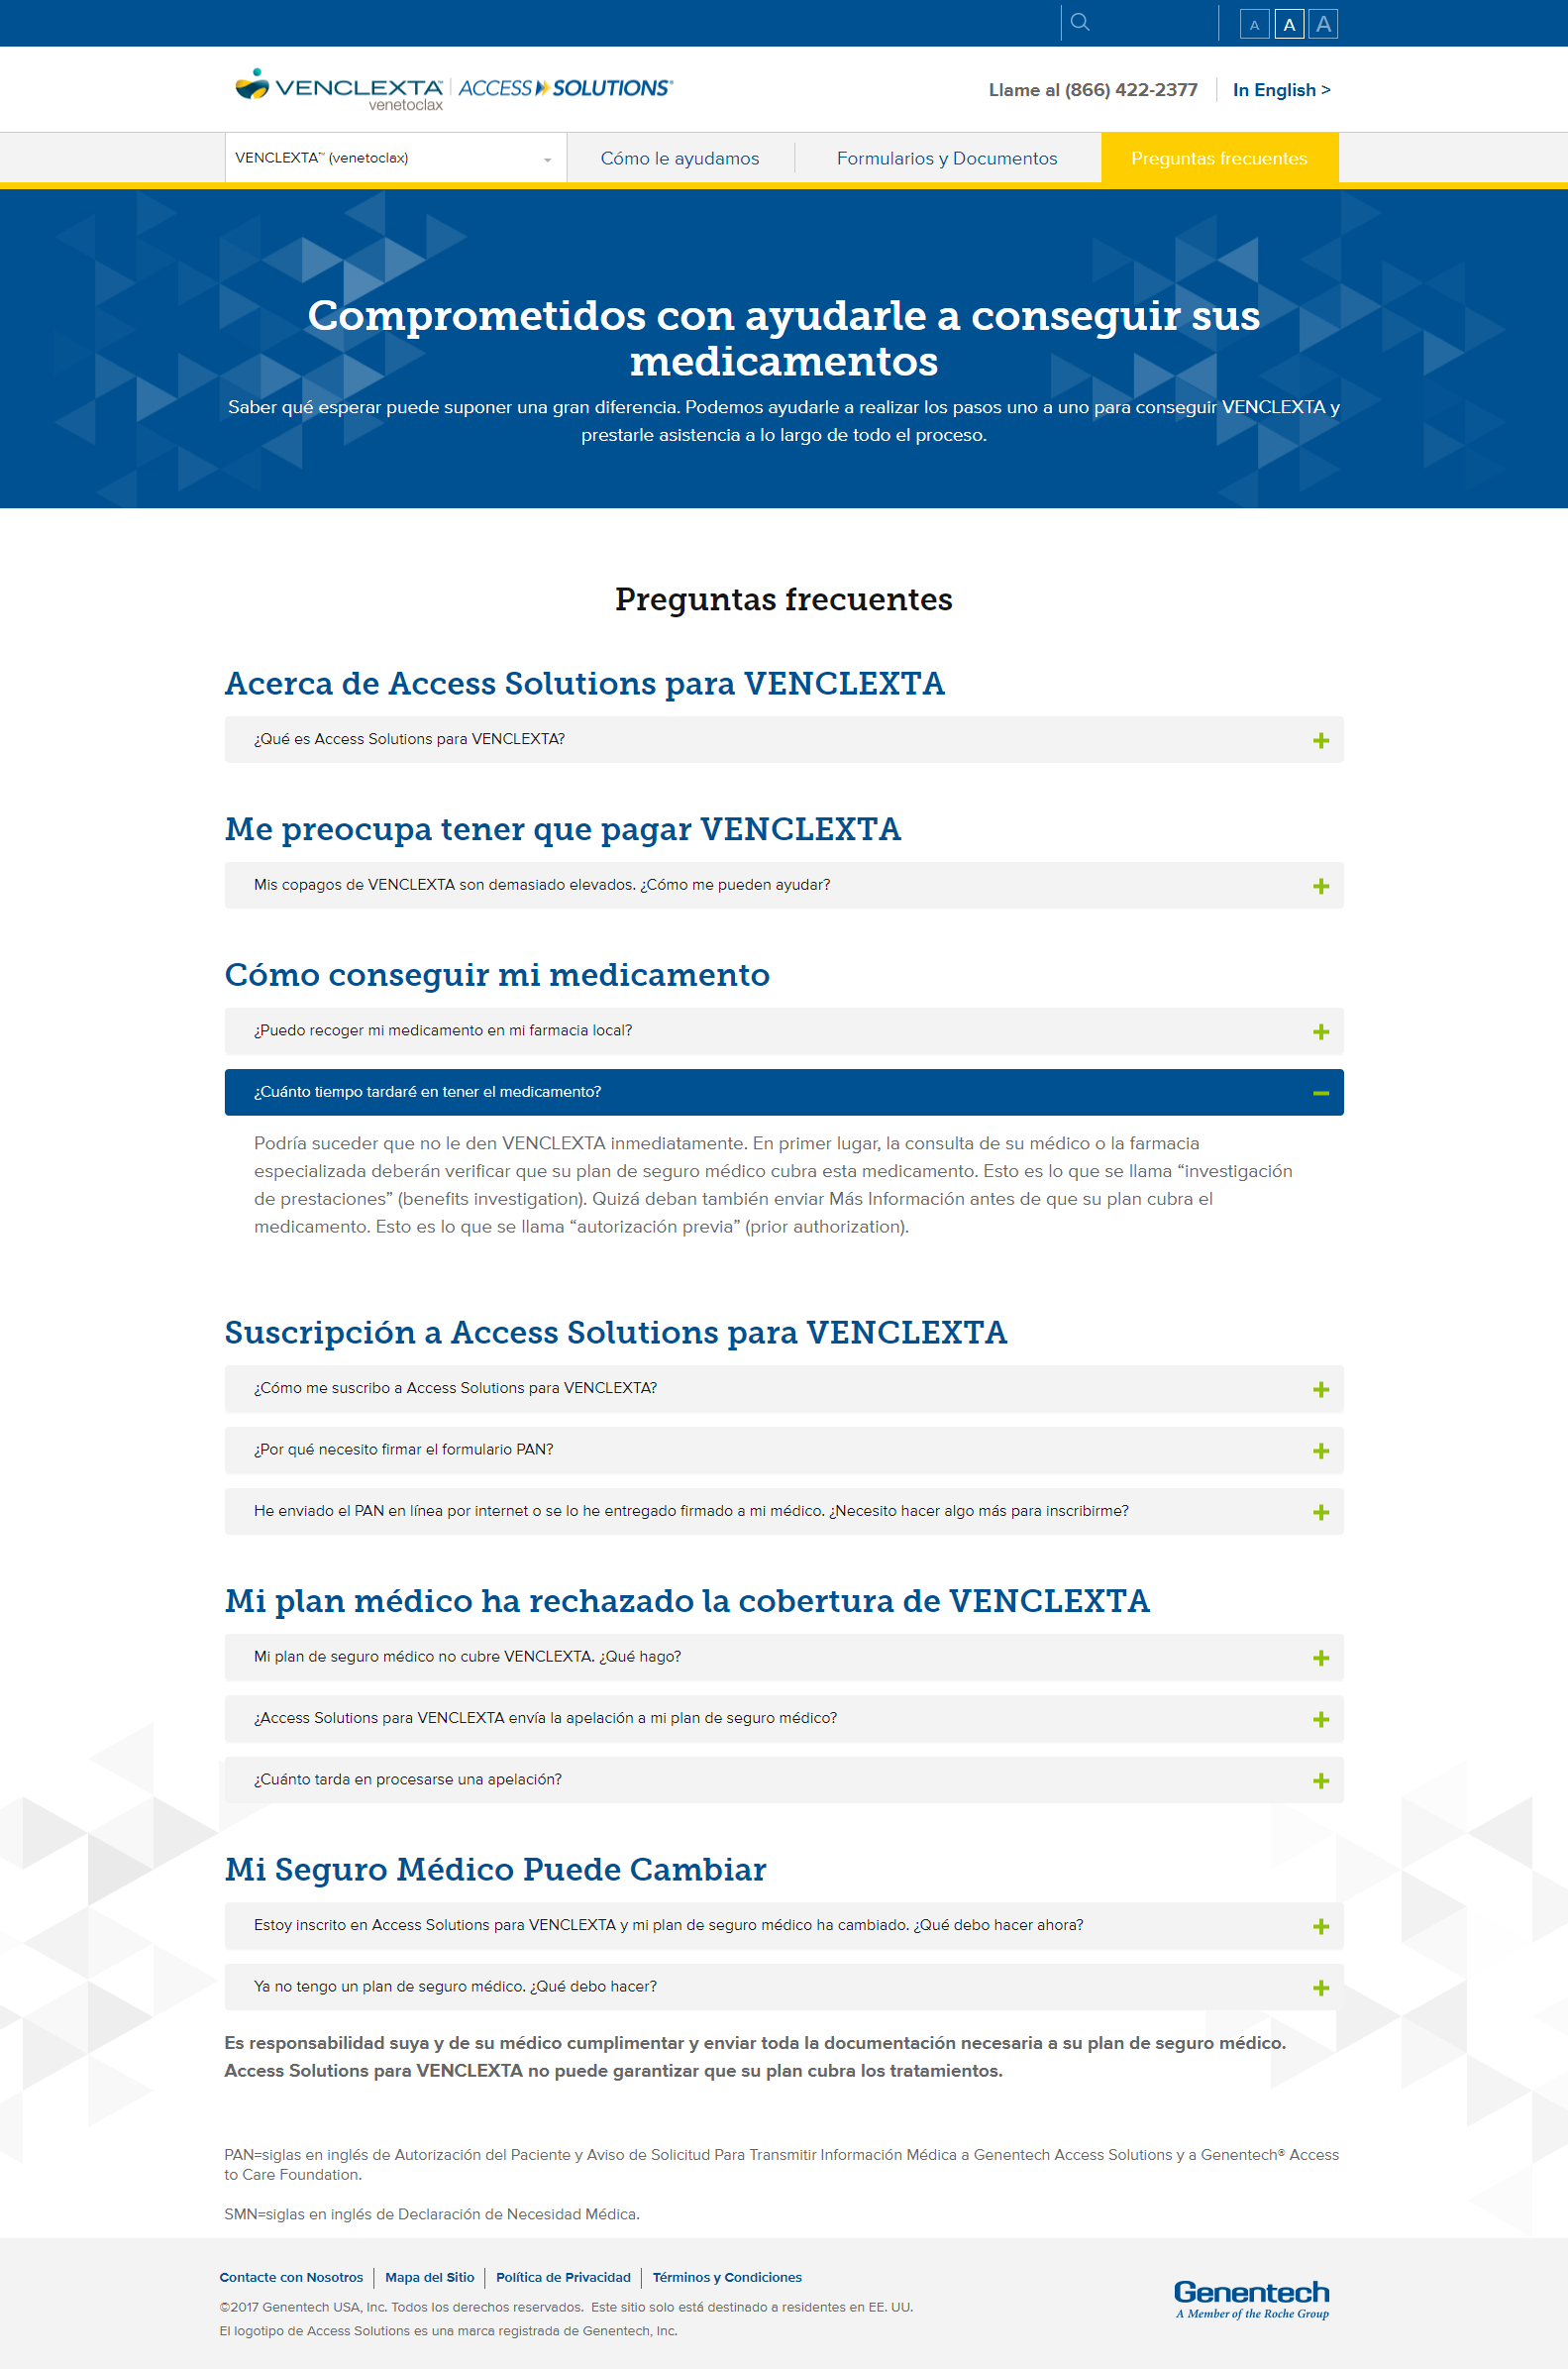 A A A
VENCLEXTA™ venetoclax | ACCESS SOLUTIONS®
Llame al (866) 422-2377
In English >
VENCLEXTA™ (venetoclax)
Cómo le ayudamos
Formularios y Documentos
Preguntas frecuentes
Comprometidos con ayudarle a conseguir sus
medicamentos
Saber qué esperar puede suponer una gran diferencia. Podemos ayudarle a realizar los pasos uno a uno para conseguir VENCLEXTA y
prestarle asistencia a lo largo de todo el proceso.
Preguntas frecuentes
Acerca de Access Solutions para VENCLEXTA
¿Qué es Access Solutions para VENCLEXTA?
Me preocupa tener que pagar VENCLEXTA
Mis copagos de VENCLEXTA son demasiado elevados. ¿Cómo me pueden ayudar?
Cómo conseguir mi medicamento
¿Puedo recoger mi medicamento en mi farmacia local?
¿Cuánto tiempo tardaré en tener el medicamento?
Podría suceder que no le den VENCLEXTA inmediatamente. En primer lugar, la consulta de su médico o la farmacia
especializada deberán verificar que su plan de seguro médico cubra esta medicamento. Esto es lo que se llama “investigación
de prestaciones” (benefits investigation). Quizá deban también enviar Más Información antes de que su plan cubra el
medicamento. Esto es lo que se llama “autorización previa” (prior authorization).
Suscripción a Access Solutions para VENCLEXTA
¿Cómo me suscribo a Access Solutions para VENCLEXTA?
¿Por qué necesito firmar el formulario PAN?
He enviado el PAN en línea por internet o se lo he entregado firmado a mi médico. ¿Necesito hacer algo más para inscribirme?
Mi plan médico ha rechazado la cobertura de VENCLEXTA
Mi plan de seguro médico no cubre VENCLEXTA. ¿Qué hago?
¿Access Solutions para VENCLEXTA envía la apelación a mi plan de seguro médico?
¿Cuánto tarda en procesarse una apelación?
Mi Seguro Médico Puede Cambiar
Estoy inscrito en Access Solutions para VENCLEXTA y mi plan de seguro médico ha cambiado. ¿Qué debo hacer ahora?
Ya no tengo un plan de seguro médico. ¿Qué debo hacer?
Es responsabilidad suya y de su médico cumplimentar y enviar toda la documentación necesaria a su plan de seguro médico.
Access Solutions para VENCLEXTA no puede garantizar que su plan cubra los tratamientos.
PAN=siglas en inglés de Autorización del Paciente y Aviso de Solicitud Para Transmitir Información Médica a Genentech Access Solutions y a Genentech® Access
to Care Foundation.
SMN=siglas en inglés de Declaración de Necesidad Médica.
Contacte con Nosotros | Mapa del Sitio | Política de Privacidad | Términos y Condiciones
©2017 Genentech USA, Inc. Todos los derechos reservados. Este sitio solo está destinado a residentes en EE. UU.
El logotipo de Access Solutions es una marca registrada de Genentech, Inc.
Genentech
A Member of the Roche Group